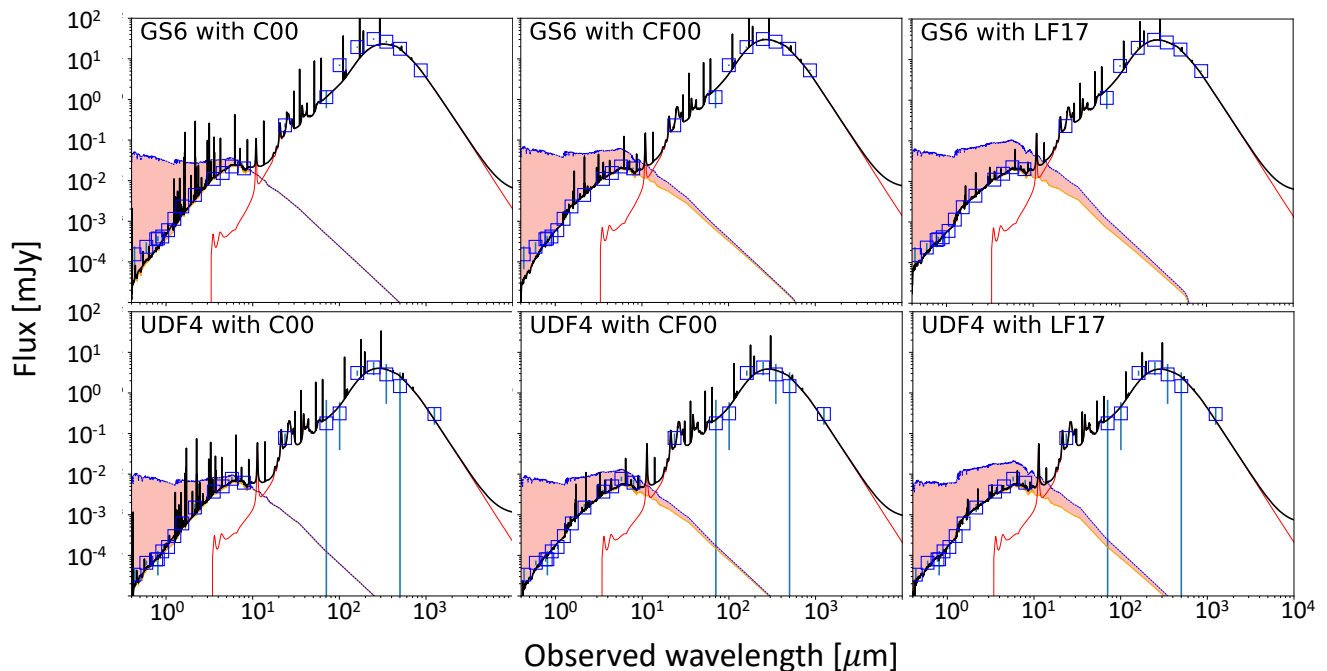 GS6 with C00
GS6 with CF00
GS6 with LF17
10²
10¹
10⁰
10⁻¹
10⁻²
10⁻³
10⁻⁴
UDF4 with C00
UDF4 with CF00
UDF4 with LF17
10²
10¹
10⁰
10⁻¹
10⁻²
10⁻³
10⁻⁴
Flux [mJy]
10⁰ 10¹ 10² 10³ 10⁰ 10¹ 10² 10³ 10⁰ 10¹ 10² 10³ 10⁴
Observed wavelength [μm]